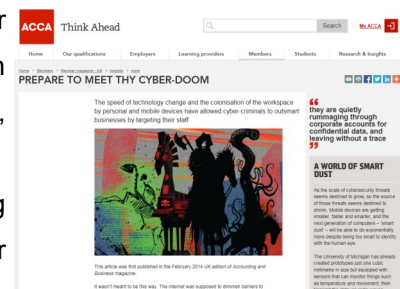 r
n
,
g
r
ACCA Think Ahead
Search My ACCA
Home Our qualifications Employers Learning providers Members Students Research & Insights
PREPARE TO MEET THY CYBER-DOOM
The speed of technology change and the colonisation of the workspace
by personal and mobile devices have allowed cyber-criminals to outsmart
businesses by targeting their staff
This article was first published in the February 2014 UK edition of Accounting and
Business magazine.
It wasn't meant to be this way. The internet was supposed to diminish barriers to
they are quietly
rummaging through
corporate accounts for
confidential data, and
leaving without a trace
A WORLD OF SMART
DUST
As the scale of cybersecurity threats
seems destined to grow, so the source
of those threats seems destined to
shrink. Mobile devices are getting
smaller, faster and smarter, and the
next generation of computers – 'smart
dust' – will be able to do exponentially
more despite being too small to identify
with the human eye.
The University of Michigan has already
created prototypes just one cubic
millimetre in size but equipped with
sensors that can monitor things such
as temperature and movement, then